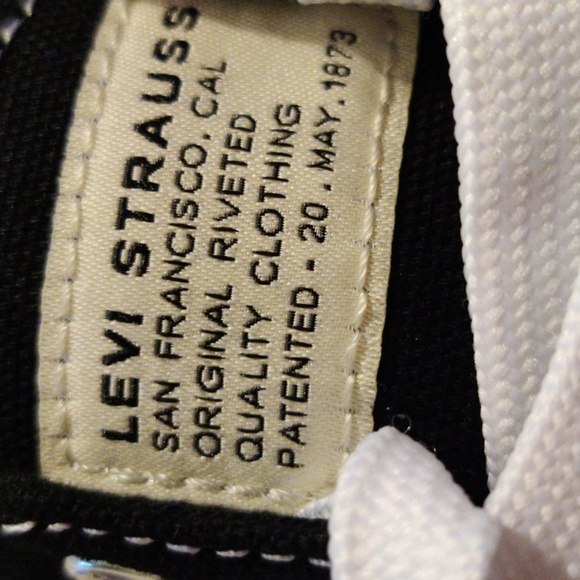 LEVI STRAUSS
SAN FRANCISCO, CAL
ORIGINAL RIVETED
QUALITY CLOTHING
PATENTED - 20 . MAY . 1873